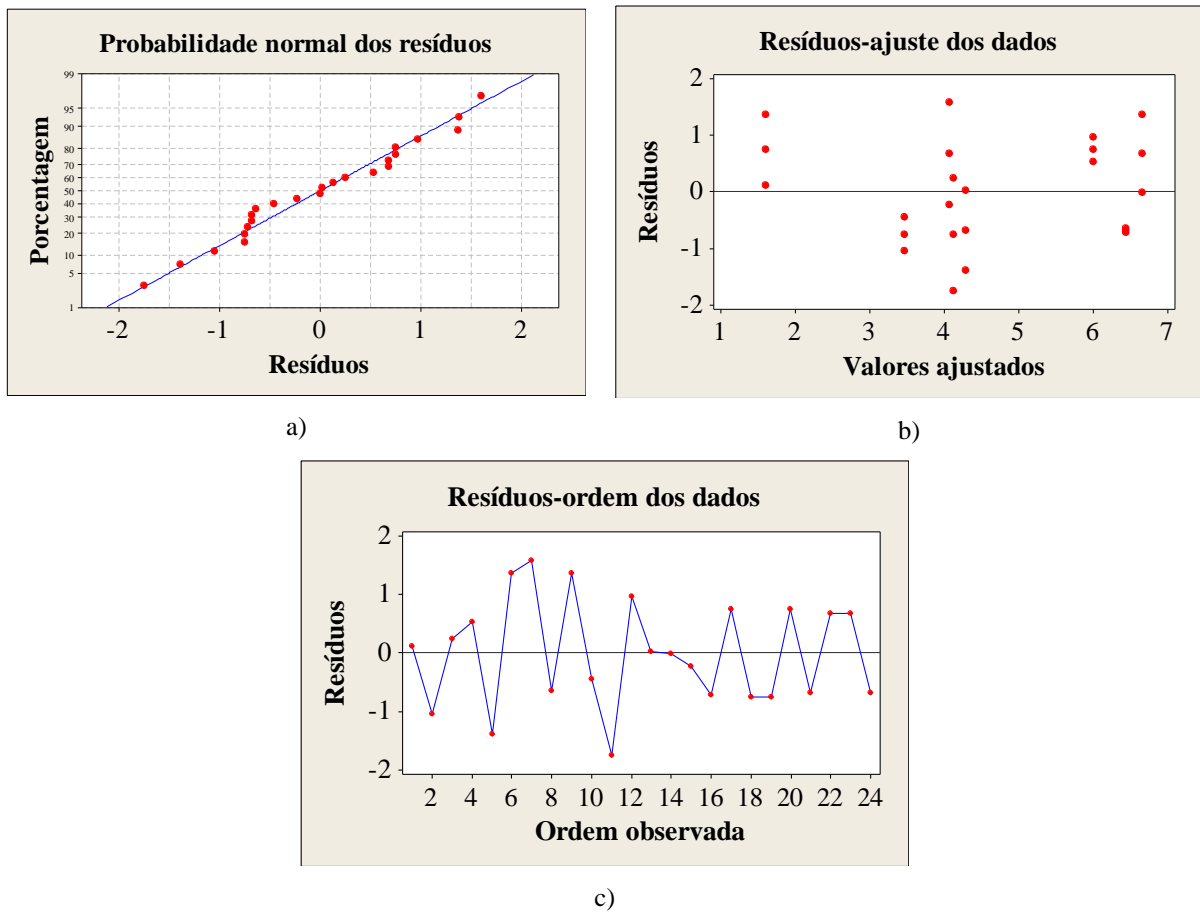 Probabilidade normal dos resíduos
Porcentagem
99
95
90
80
70
60
50
40
30
20
10
5
1
-2 -1 0 1 2
Resíduos
a)
Resíduos-ajuste dos dados
Resíduos
2
1
0
-1
-2
1 2 3 4 5 6 7
Valores ajustados
b)
Resíduos-ordem dos dados
Resíduos
2
1
0
-1
-2
2 4 6 8 10 12 14 16 18 20 22 24
Ordem observada
c)